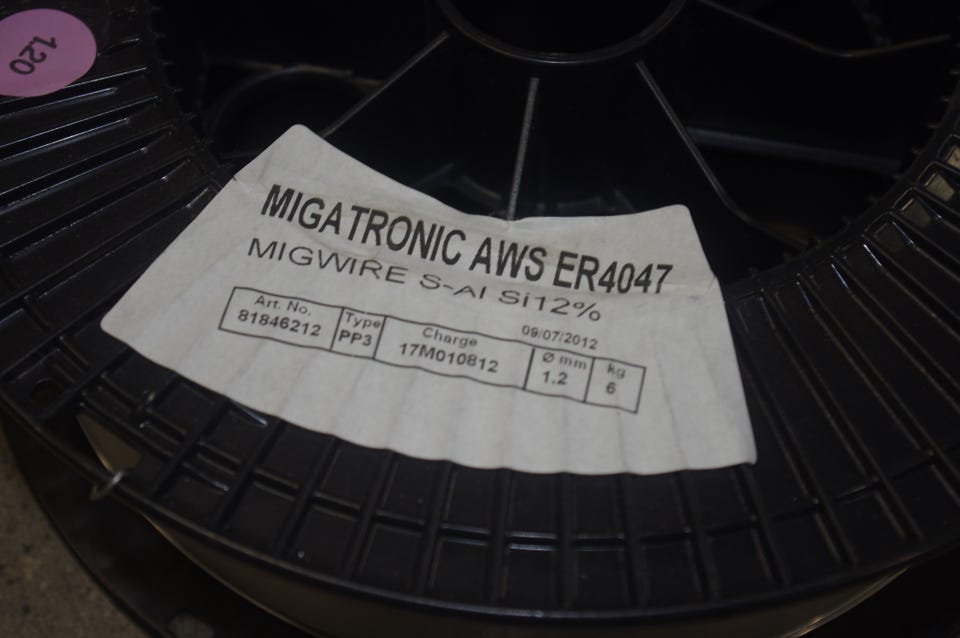 120
MIGATRONIC AWS ER4047
MIGWIRE S-Al Si12%
09/07/2012
Art. No. Type Charge Ø mm kg
81846212 PP3 17M010812 1.2 6